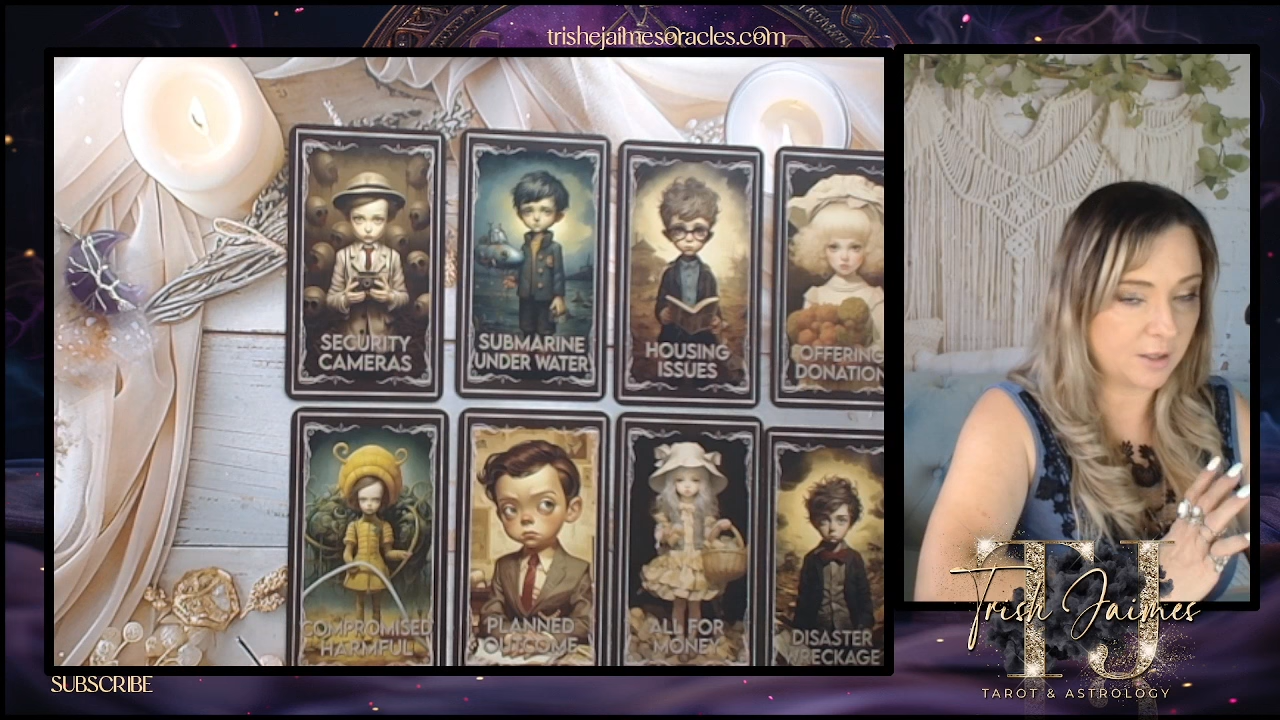 trishejaimesoracles.com
SECURITY
CAMERAS
SUBMARINE
UNDER WATER
HOUSING
ISSUES
OFFERING
DONATION
COMPROMISED
HARMFUL
PLANNED
OUTCOME
ALL FOR
MONEY
DISASTER
WRECKAGE
SUBSCRIBE
TJ
Trish Jaimes
TAROT & ASTROLOGY